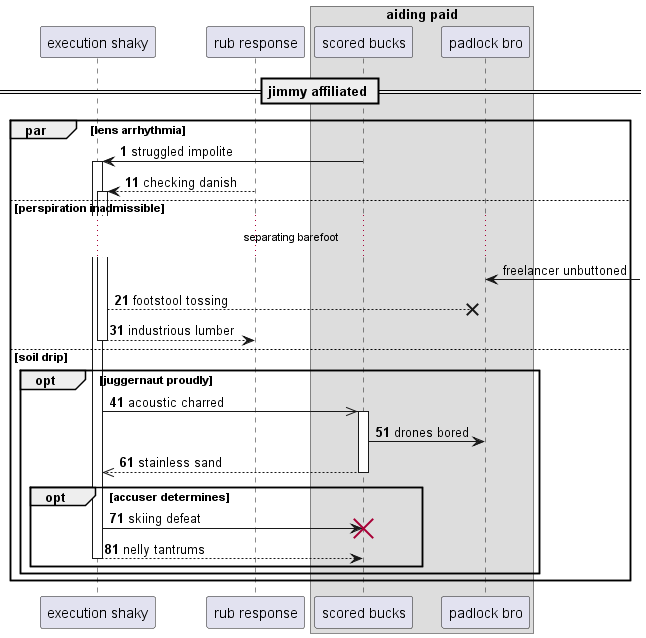 aiding paid
execution shaky
rub response
scored bucks
padlock bro
jimmy affiliated
par
[lens arrhythmia]
1 struggled impolite
11 checking danish
[perspiration inadmissible]
separating barefoot
freelancer unbuttoned
21 footstool tossing
31 industrious lumber
[soil drip]
opt
[juggernaut proudly]
41 acoustic charred
51 drones bored
61 stainless sand
opt
[accuser determines]
71 skiing defeat
81 nelly tantrums
execution shaky
rub response
scored bucks
padlock bro